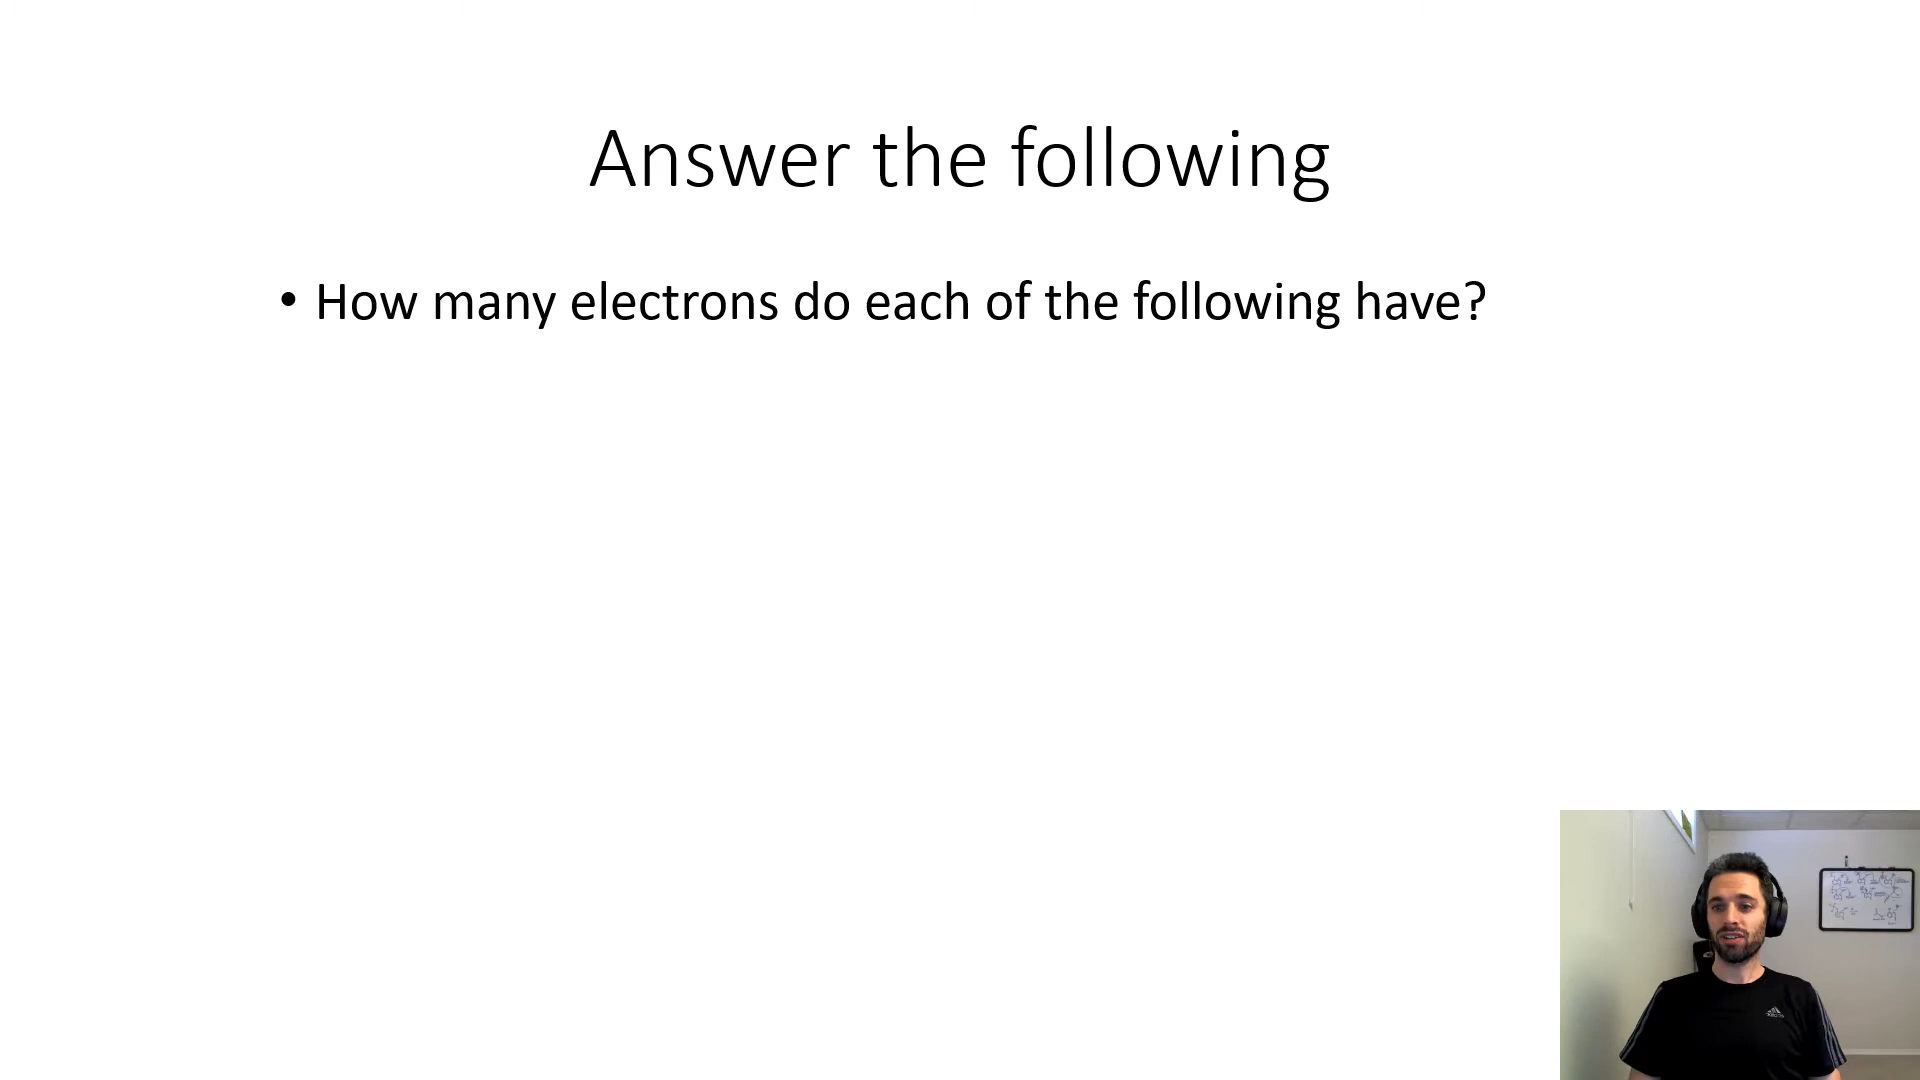 Answer the following
• How many electrons do each of the following have?